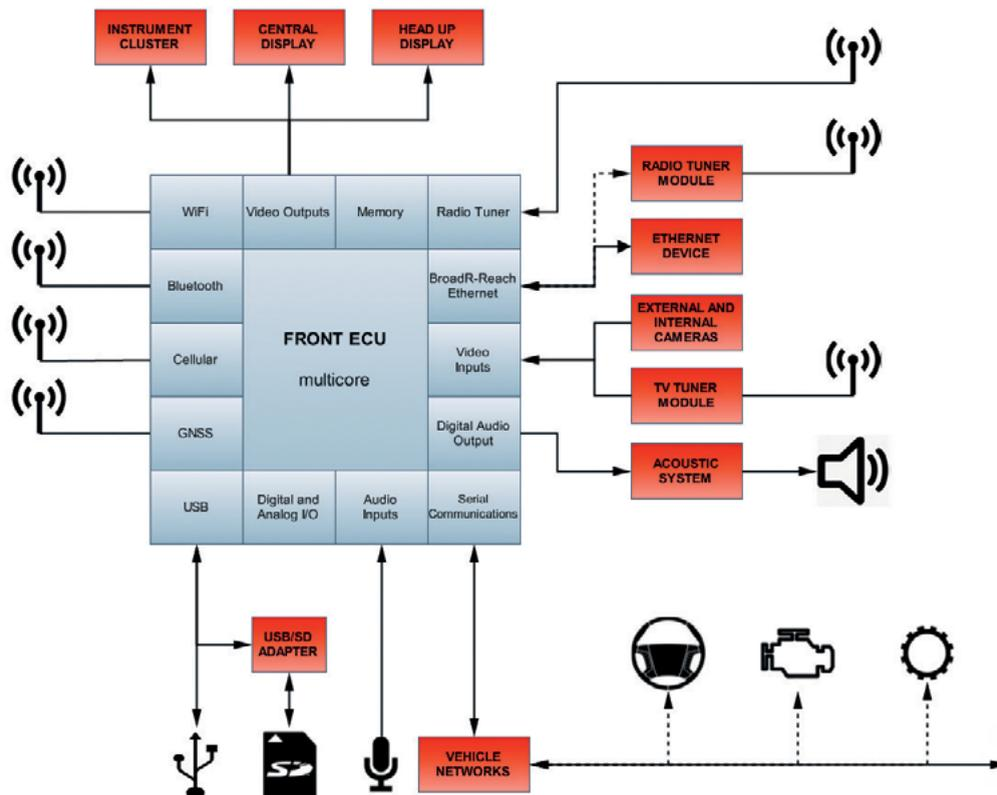 INSTRUMENT
CLUSTER
CENTRAL
DISPLAY
HEAD UP
DISPLAY
WiFi
Video Outputs
Memory
Radio Tuner
RADIO TUNER
MODULE
ETHERNET
DEVICE
Bluetooth
BroadR-Reach
Ethernet
EXTERNAL AND
INTERNAL
CAMERAS
FRONT ECU
multicore
Cellular
Video
Inputs
TV TUNER
MODULE
GNSS
Digital Audio
Output
ACOUSTIC
SYSTEM
USB
Digital and
Analog I/O
Audio
Inputs
Serial
Communications
USB/SD
ADAPTER
SD
VEHICLE
NETWORKS